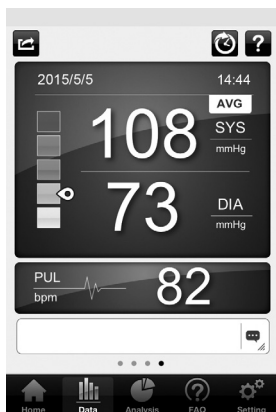 ?
2015/5/5 14:44
AVG
108 SYS
mmHg
73 DIA
mmHg
PUL
bpm 82
Home Data Analysis FAQ Setting